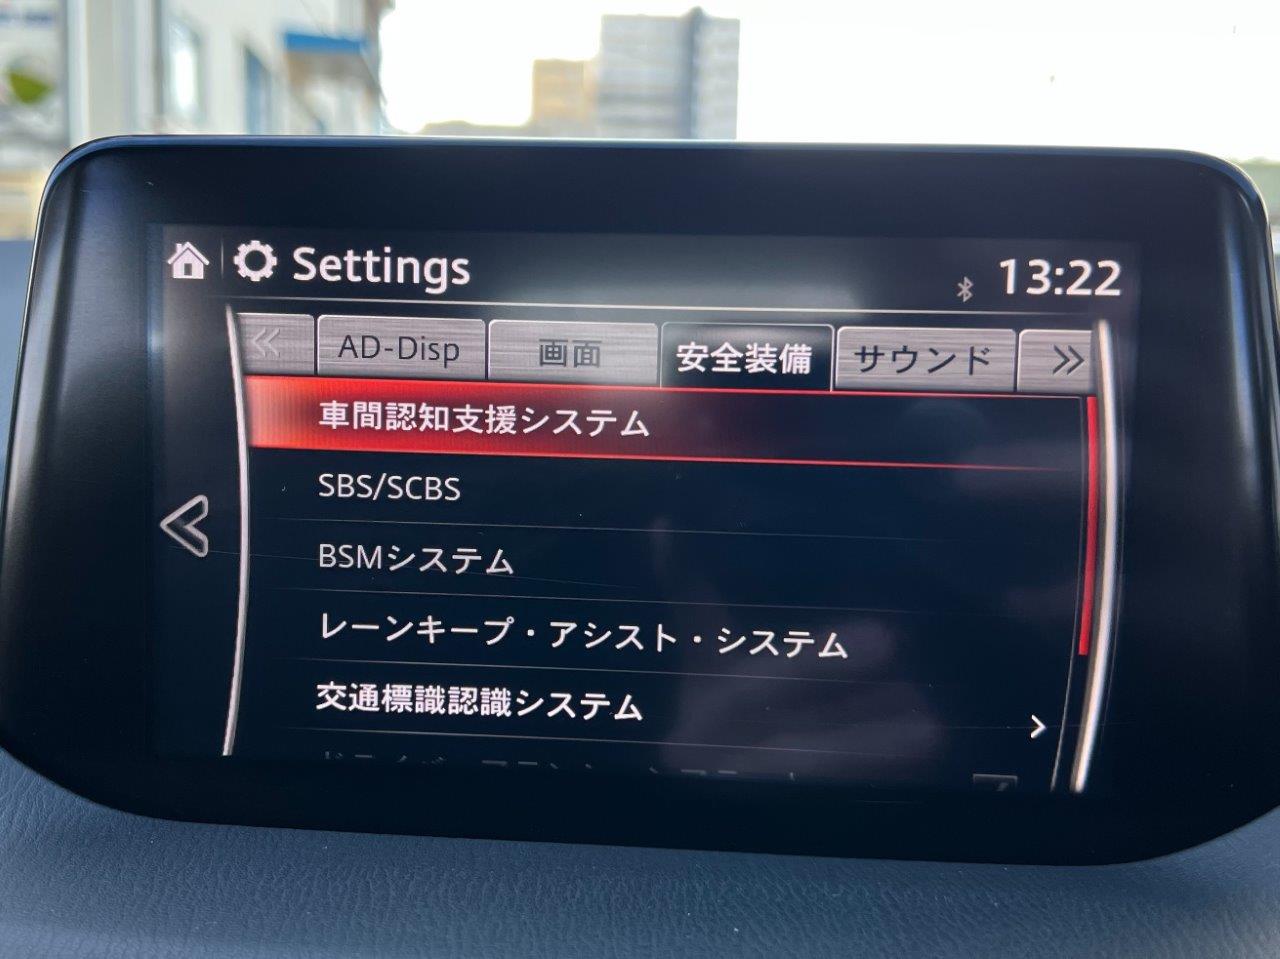 Settings
13:22
AD-Disp 画面 安全装備 サウンド
車間認知支援システム
SBS/SCBS
BSMシステム
レーンキープ・アシスト・システム
交通標識認識システム